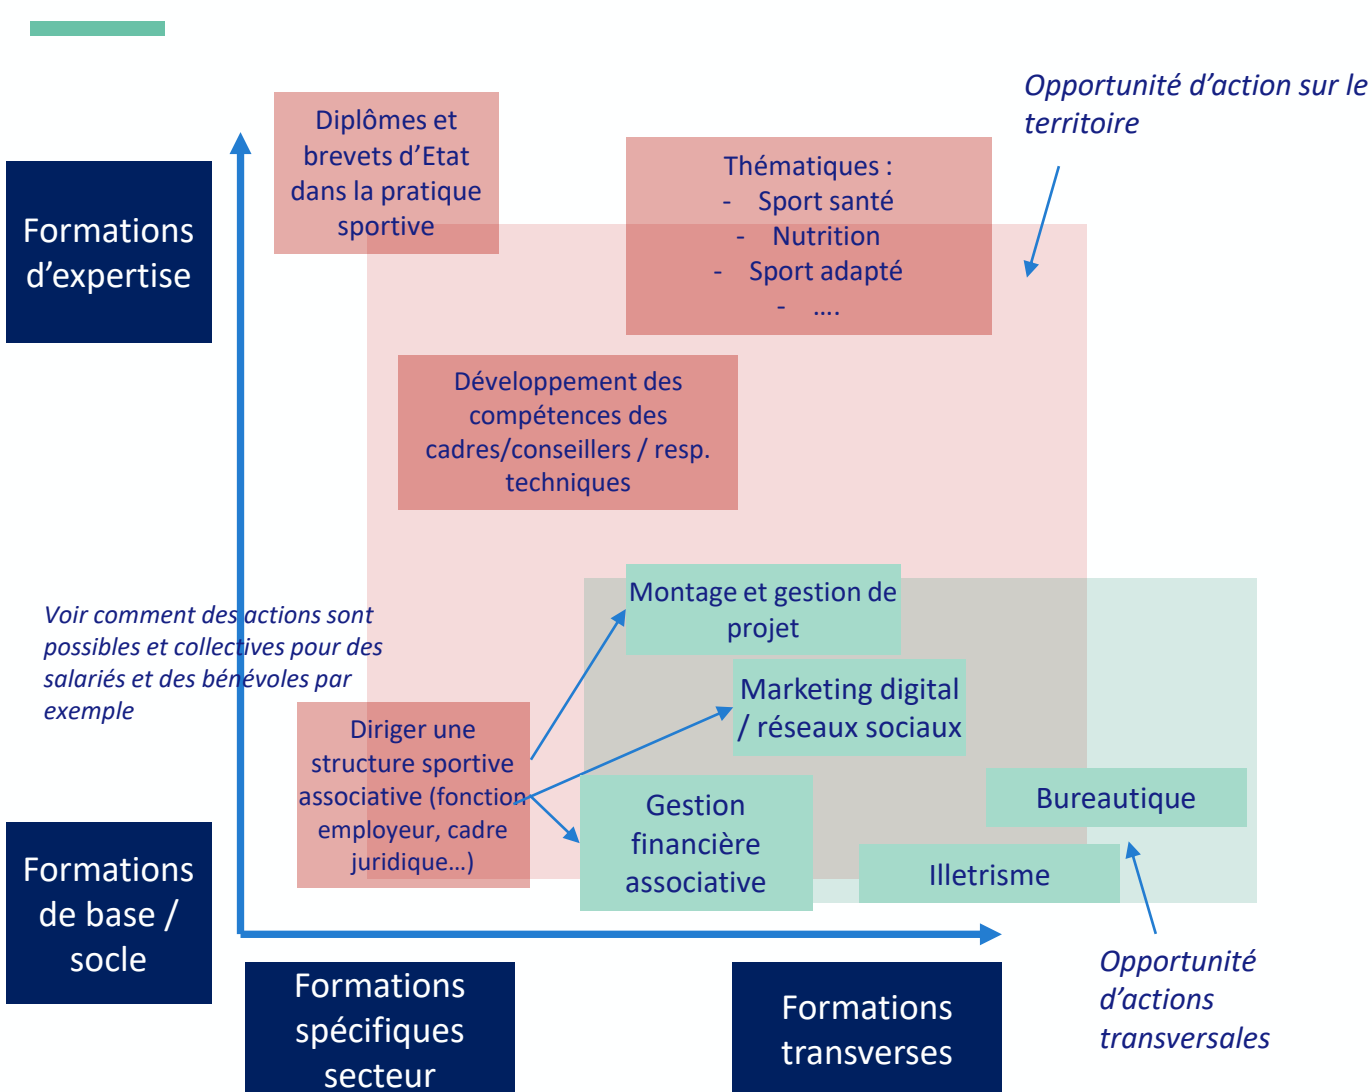 Opportunité d'action sur le
territoire
Diplômes et
brevets d'Etat
dans la pratique
sportive
Thématiques :
- Sport santé
- Nutrition
- Sport adapté
- ….
Formations
d'expertise
Développement des
compétences des
cadres/conseillers / resp.
techniques
Montage et gestion de
projet
Voir comment des actions sont
possibles et collectives pour des
salariés et des bénévoles par
exemple
Marketing digital
/ réseaux sociaux
Diriger une
structure sportive
associative (fonction
employeur, cadre
juridique…)
Gestion
financière
associative
Bureautique
Illetrisme
Formations
de base /
socle
Opportunité
d'actions
transversales
Formations
spécifiques
secteur
Formations
transverses